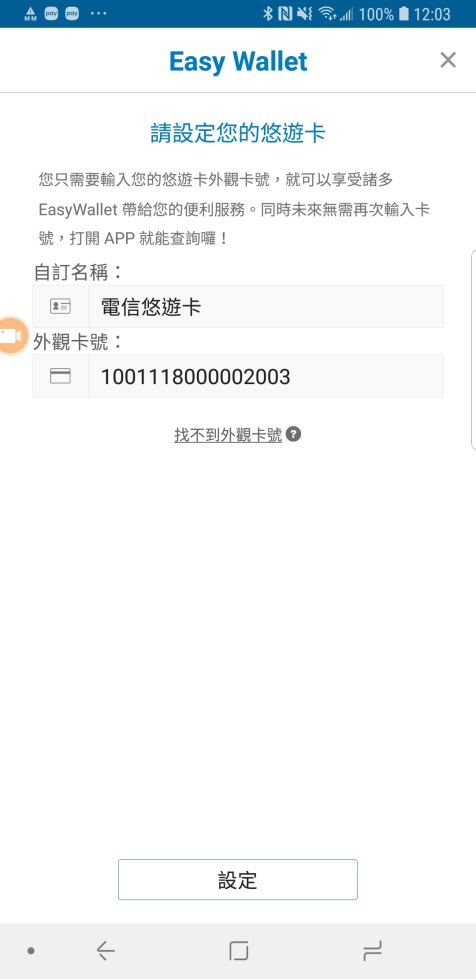 MM pay pay ... 100% 12:03
Easy Wallet ×
請設定您的悠遊卡
您只需要輸入您的悠遊卡外觀卡號，就可以享受諸多
EasyWallet 帶給您的便利服務。同時未來無需再次輸入卡
號，打開 APP 就能查詢囉！
自訂名稱：
電信悠遊卡
外觀卡號：
1001118000002003
找不到外觀卡號 ?
設定